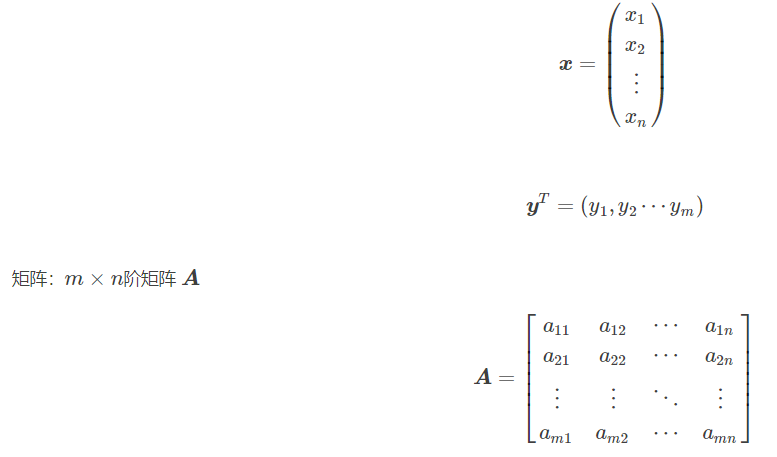 $$\boldsymbol{x} = \begin{pmatrix} x_1 \\ x_2 \\ \vdots \\ x_n \end{pmatrix}$$
$$\boldsymbol{y}^T = (y_1, y_2 \cdots y_m)$$
矩阵：$m \times n$阶矩阵 $\boldsymbol{A}$
$$\boldsymbol{A} = \begin{bmatrix} a_{11} & a_{12} & \cdots & a_{1n} \\ a_{21} & a_{22} & \cdots & a_{2n} \\ \vdots & \vdots & \ddots & \vdots \\ a_{m1} & a_{m2} & \cdots & a_{mn} \end{bmatrix}$$